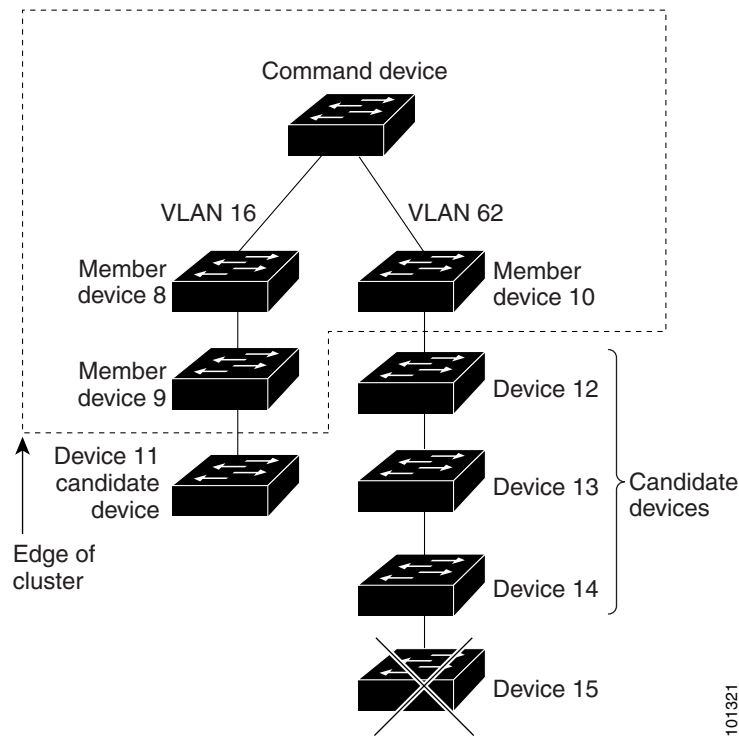 Command device
VLAN 16
VLAN 62
Member
device 8
Member
device 10
Member
device 9
Device 12
Device 11
candidate
device
Device 13
Candidate
devices
Edge of
cluster
Device 14
Device 15
101321